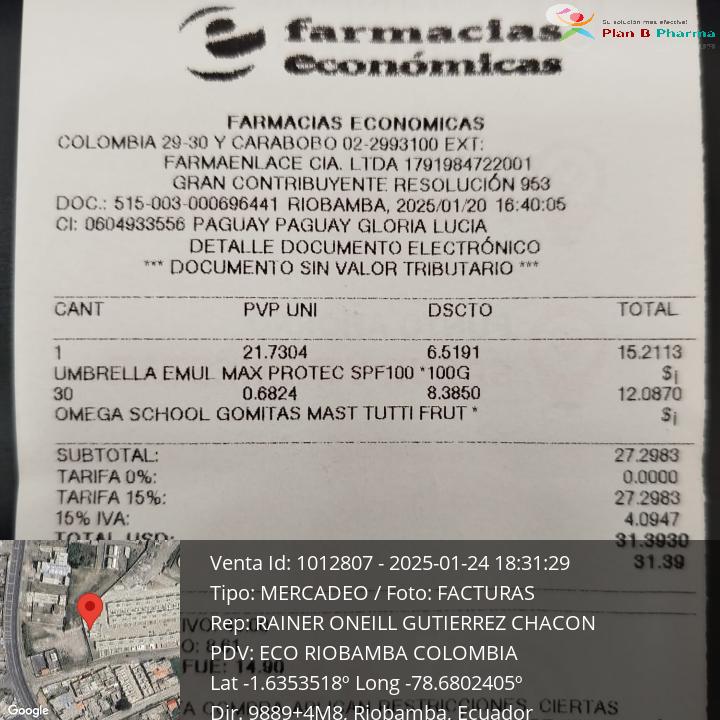 farmacias
económicas
Su solución mas efectiva!
Plan B Pharma
FARMACIAS ECONOMICAS
COLOMBIA 29-30 Y CARABOBO 02-2993100 EXT:
FARMAENLACE CIA. LTDA 1791984722001
GRAN CONTRIBUYENTE RESOLUCIÓN 953
DOC.: 515-003-000696441 RIOBAMBA, 2025/01/20 16:40:05
CI: 0604933556 PAGUAY PAGUAY GLORIA LUCIA
DETALLE DOCUMENTO ELECTRÓNICO
*** DOCUMENTO SIN VALOR TRIBUTARIO ***
CANT PVP UNI DSCTO TOTAL
1 21.7304 6.5191 15.2113
UMBRELLA EMUL MAX PROTEC SPF100 *100G $¡
30 0.6824 8.3850 12.0870
OMEGA SCHOOL GOMITAS MAST TUTTI FRUT * $¡
SUBTOTAL: 27.2983
TARIFA 0%: 0.0000
TARIFA 15%: 27.2983
15% IVA: 4.0947
TOTAL USD: 31.3930
31.39
Venta Id: 1012807 - 2025-01-24 18:31:29
Tipo: MERCADEO / Foto: FACTURAS
Rep: RAINER ONEILL GUTIERREZ CHACON
PDV: ECO RIOBAMBA COLOMBIA
FUE: 14.90
Lat -1.6353518º Long -78.6802405º
RESTRICCIONES, CIERTAS
Dir: 9889+4M8, Riobamba, Ecuador
Google